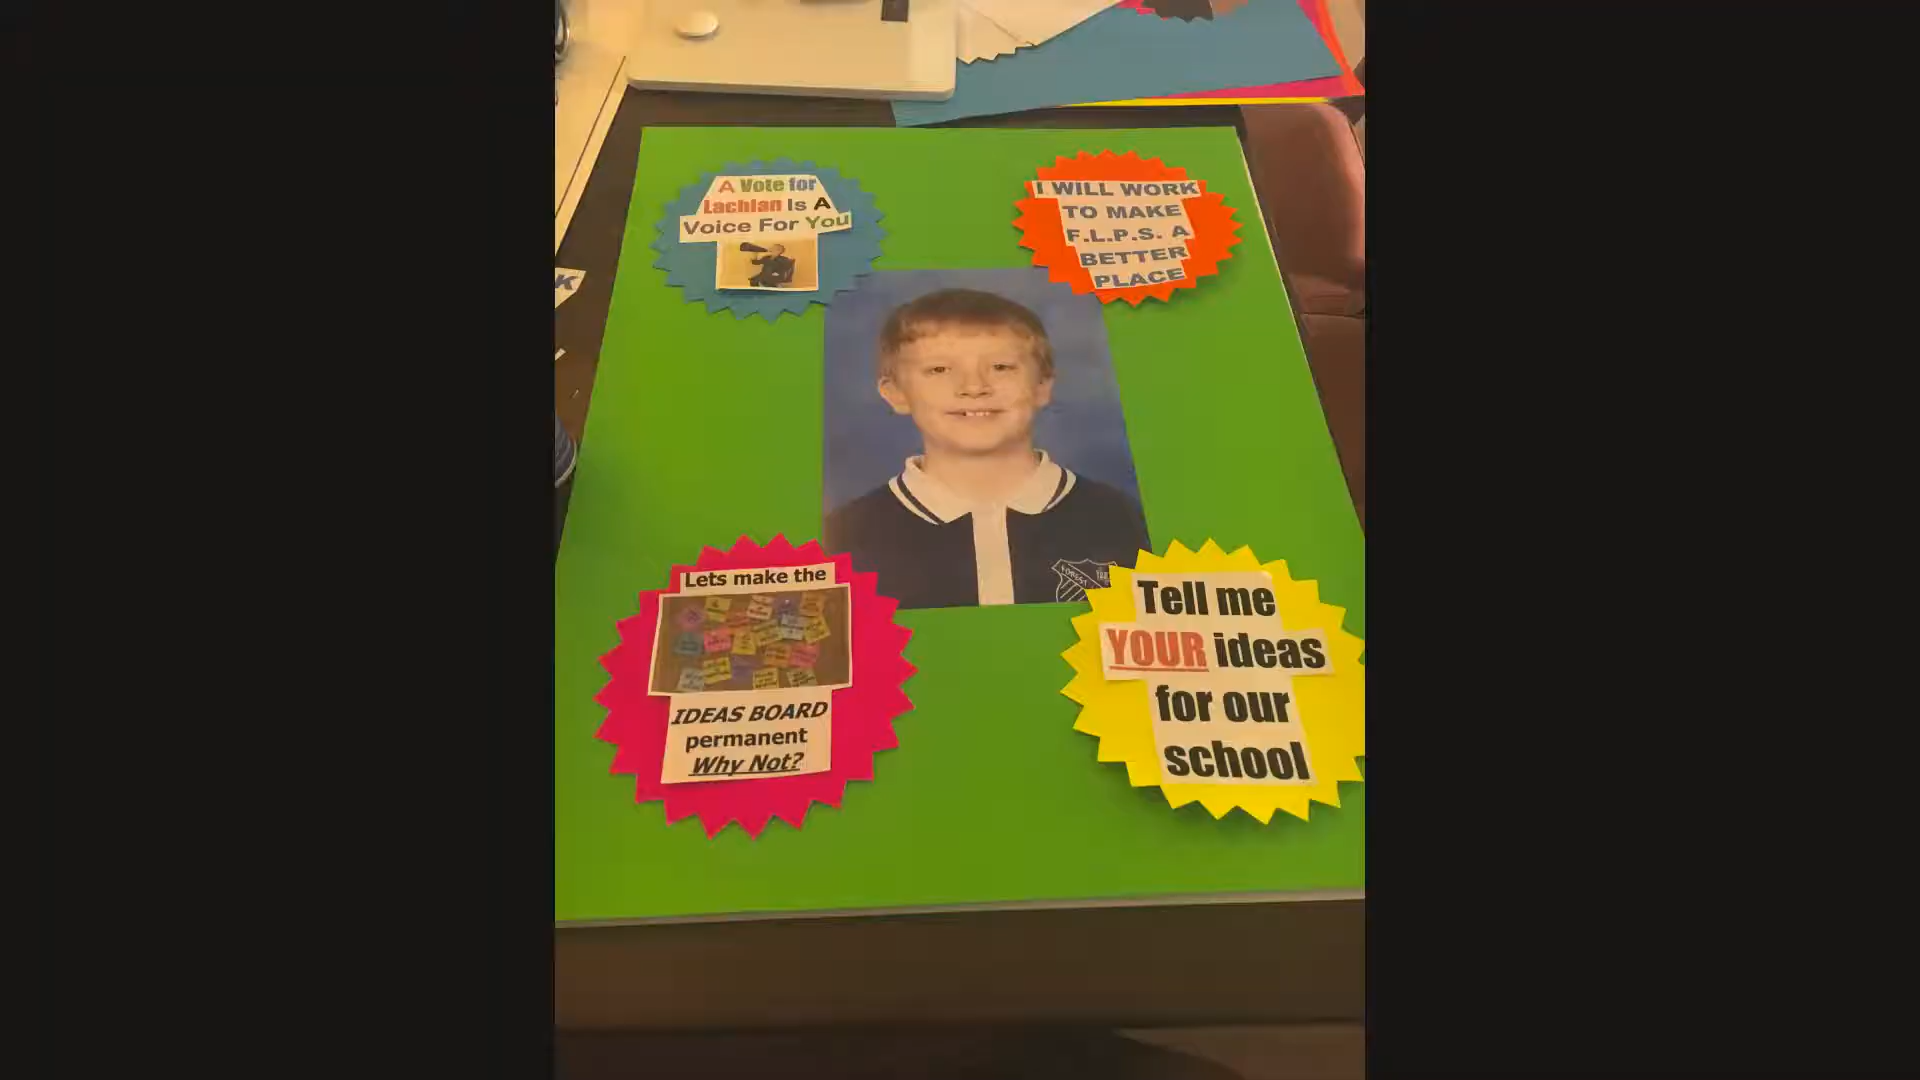 A Vote for
Lachlan Is A
Voice For You
I WILL WORK
TO MAKE
F.L.P.S. A
BETTER
PLACE
FOREST
Lets make the
IDEAS BOARD
permanent
Why Not?
Tell me
YOUR ideas
for our
school
K